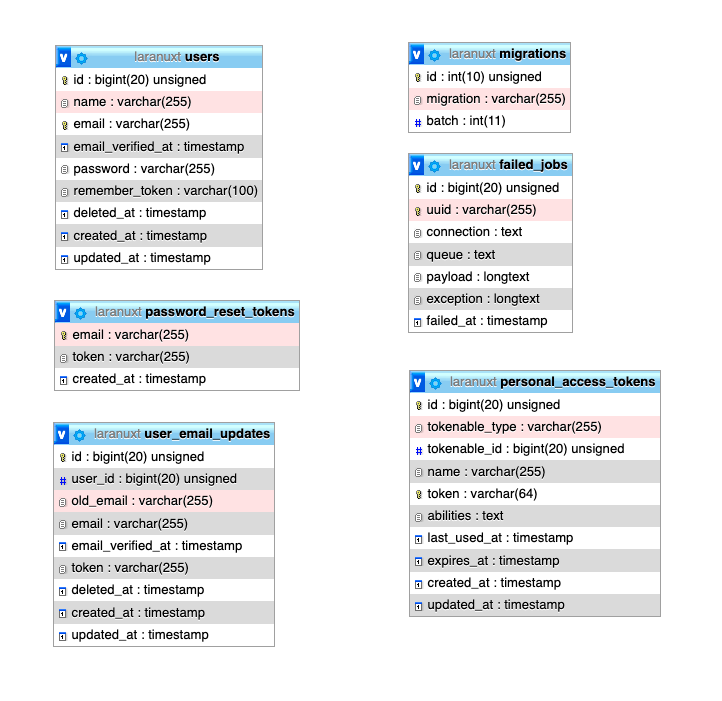 V laranuxt users
id : bigint(20) unsigned
name : varchar(255)
email : varchar(255)
email_verified_at : timestamp
password : varchar(255)
remember_token : varchar(100)
deleted_at : timestamp
created_at : timestamp
updated_at : timestamp
V laranuxt password_reset_tokens
email : varchar(255)
token : varchar(255)
created_at : timestamp
V laranuxt user_email_updates
id : bigint(20) unsigned
# user_id : bigint(20) unsigned
old_email : varchar(255)
email : varchar(255)
email_verified_at : timestamp
token : varchar(255)
deleted_at : timestamp
created_at : timestamp
updated_at : timestamp
V laranuxt migrations
id : int(10) unsigned
migration : varchar(255)
# batch : int(11)
V laranuxt failed_jobs
id : bigint(20) unsigned
uuid : varchar(255)
connection : text
queue : text
payload : longtext
exception : longtext
failed_at : timestamp
V laranuxt personal_access_tokens
id : bigint(20) unsigned
tokenable_type : varchar(255)
# tokenable_id : bigint(20) unsigned
name : varchar(255)
token : varchar(64)
abilities : text
last_used_at : timestamp
expires_at : timestamp
created_at : timestamp
updated_at : timestamp